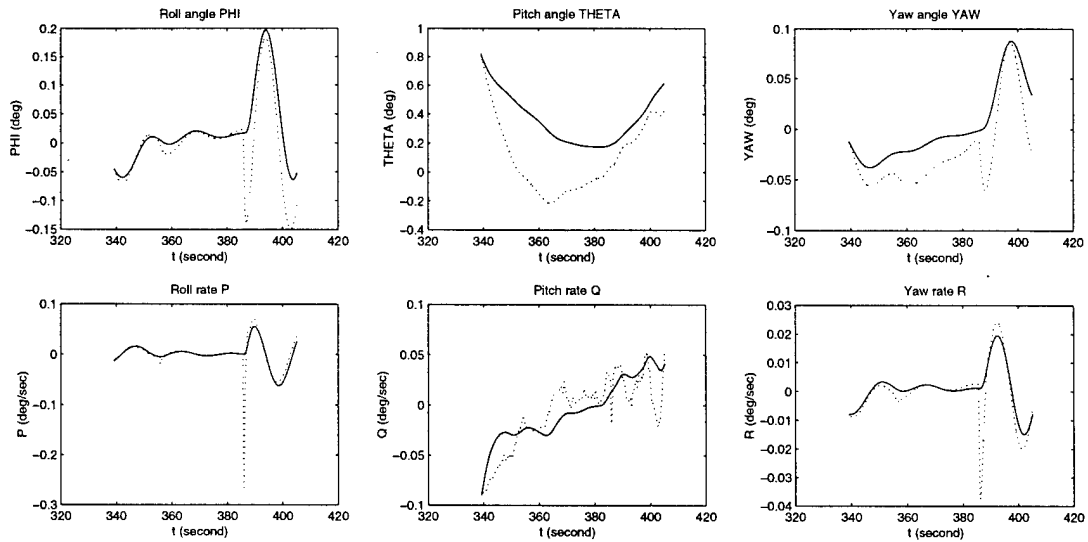 Roll angle PHI
0.2
0.15
0.1
0.05
0
−0.05
−0.1
−0.15
PHI (deg)
320 340 360 380 400 420
t (second)
Pitch angle THETA
1
0.8
0.6
0.4
0.2
0
−0.2
−0.4
THETA (deg)
320 340 360 380 400 420
t (second)
Yaw angle YAW
0.1
0.05
0
−0.05
−0.1
YAW (deg)
320 340 360 380 400 420
t (second)
Roll rate P
0.1
0
−0.1
−0.2
−0.3
P (deg/sec)
320 340 360 380 400 420
t (second)
Pitch rate Q
0.1
0.05
0
−0.05
−0.1
Q (deg/sec)
320 340 360 380 400 420
t (second)
Yaw rate R
0.03
0.02
0.01
0
−0.01
−0.02
−0.03
−0.04
R (deg/sec)
320 340 360 380 400 420
t (second)